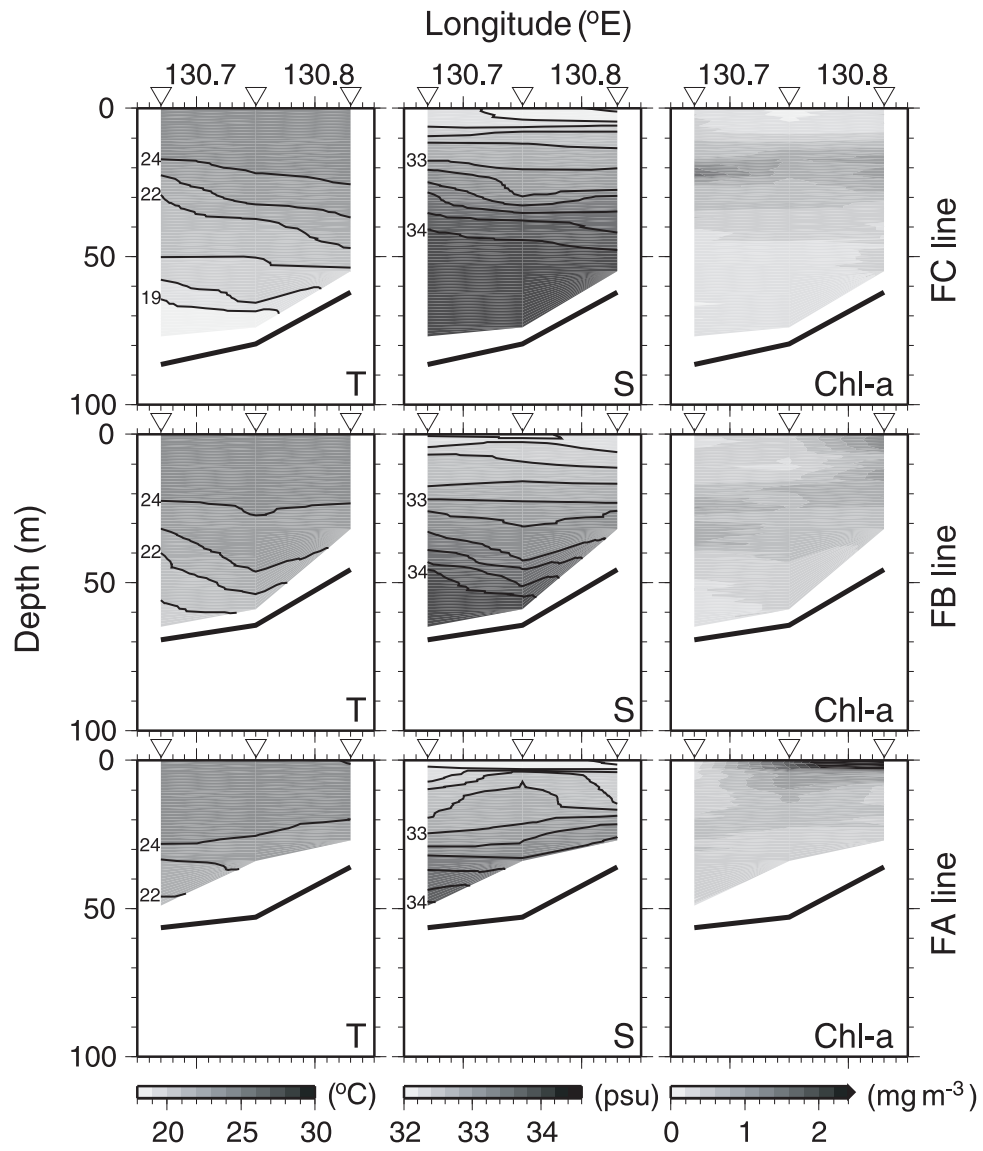 Longitude (°E)
130.7 130.8 130.7 130.8 130.7 130.8
0
24
22
33
50
34
19
100
T
S
Chl-a
FC line
0
24
33
22
34
50
100
T
S
Chl-a
FB line
Depth (m)
0
24
33
22
34
50
100
T
S
Chl-a
FA line
(°C) (psu) (mg m-3)
20 25 30 32 33 34 0 1 2